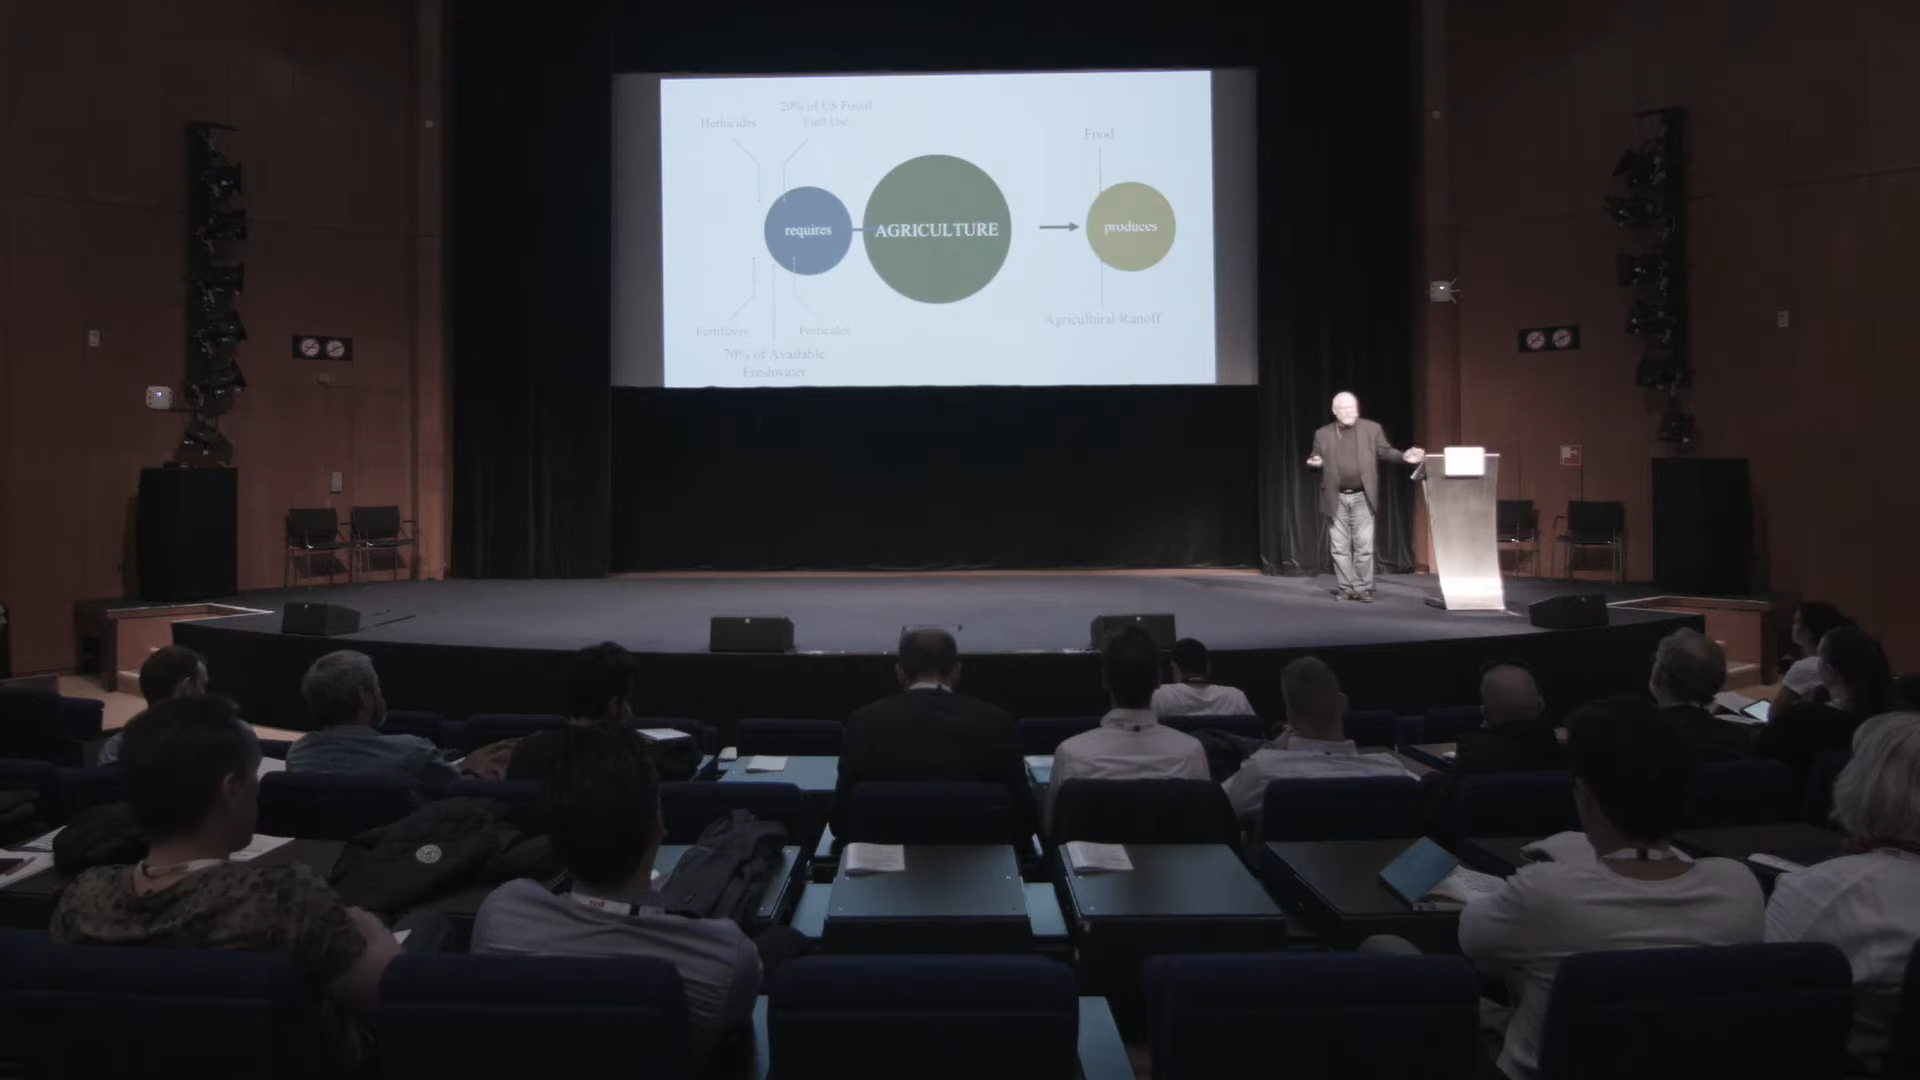 20% of US Fossil
Fuel Use
Herbicides
Food
requires
AGRICULTURE
produces
Fertilizers
Pesticides
70% of Available
Freshwater
Agricultural Runoff